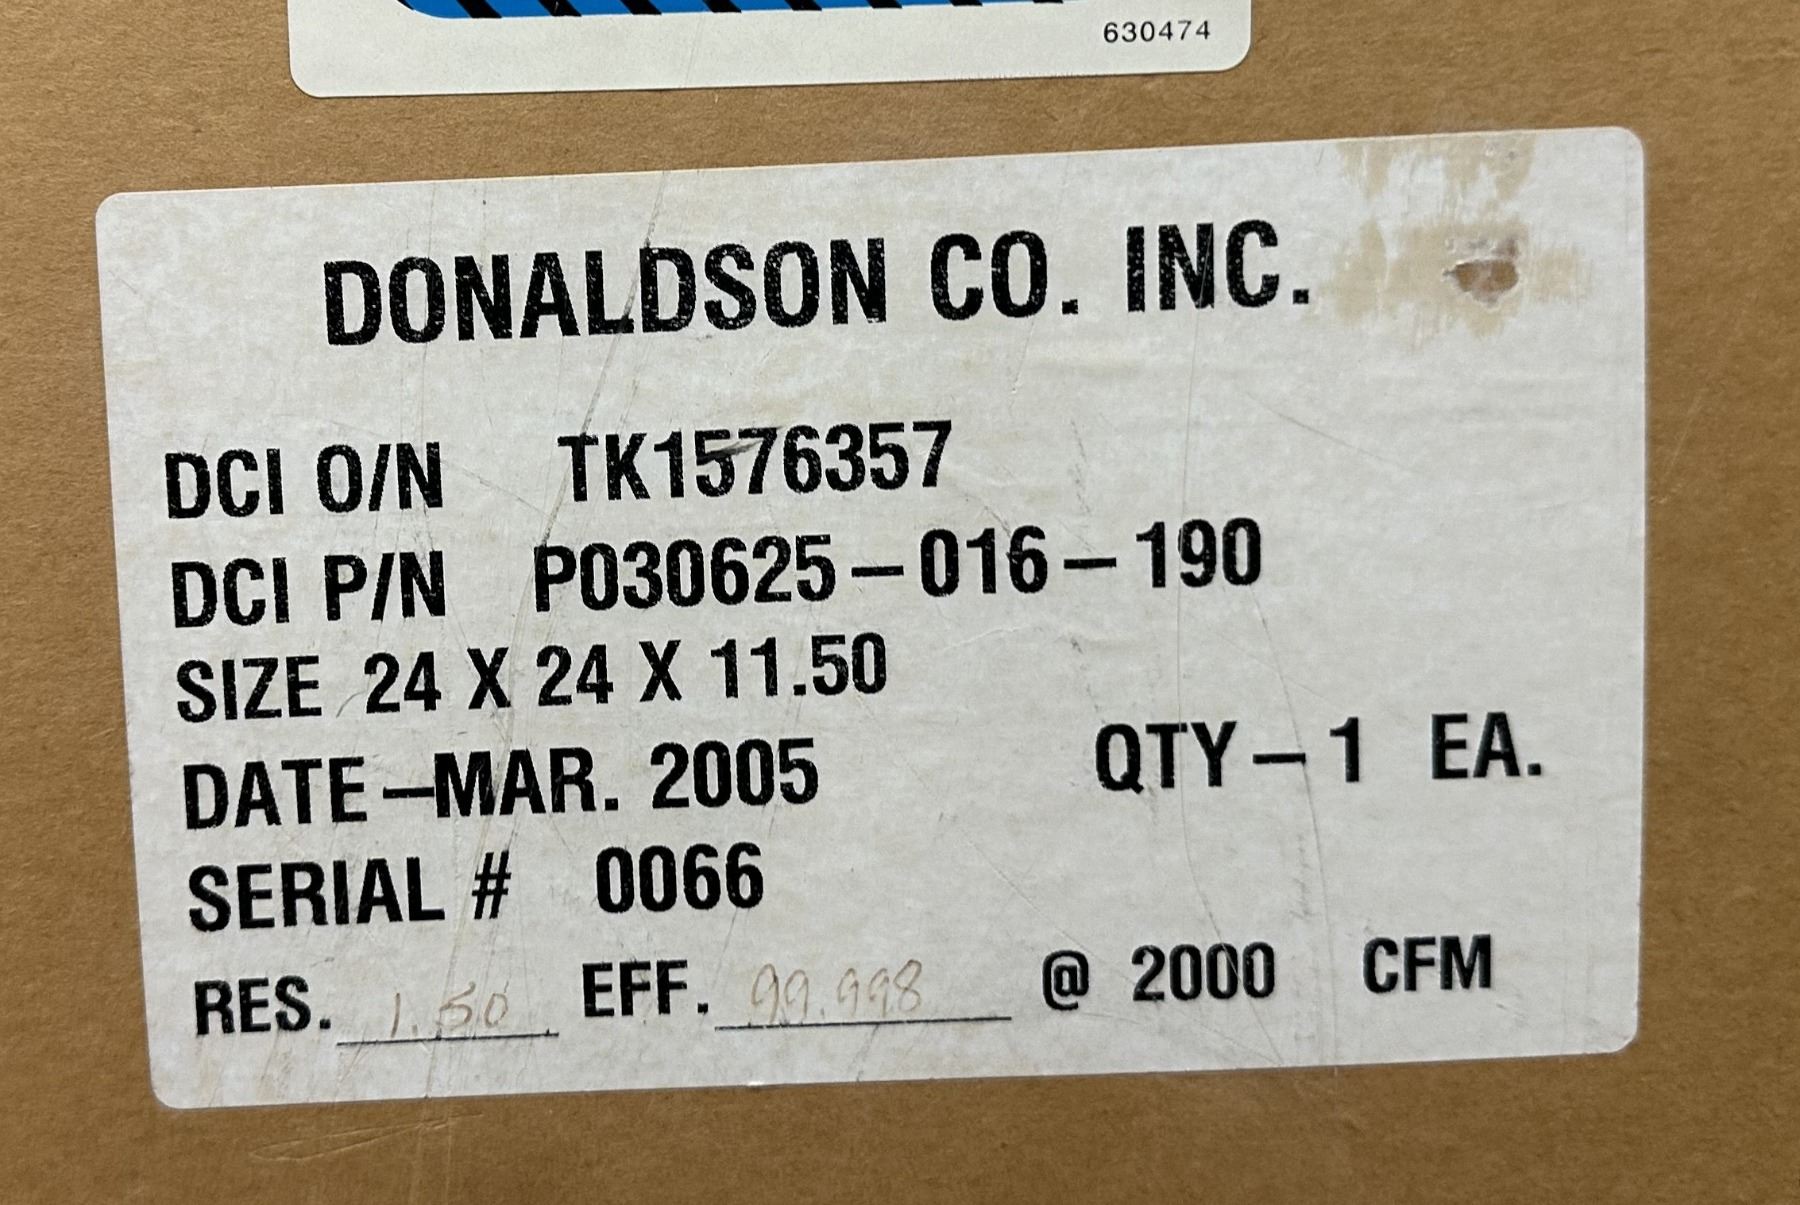 630474
DONALDSON CO. INC.
DCI O/N TK1576357
DCI P/N P030625-016-190
SIZE 24 X 24 X 11.50
DATE-MAR. 2005 QTY-1 EA.
SERIAL # 0066
RES. 1.50 EFF. 99.998 @ 2000 CFM